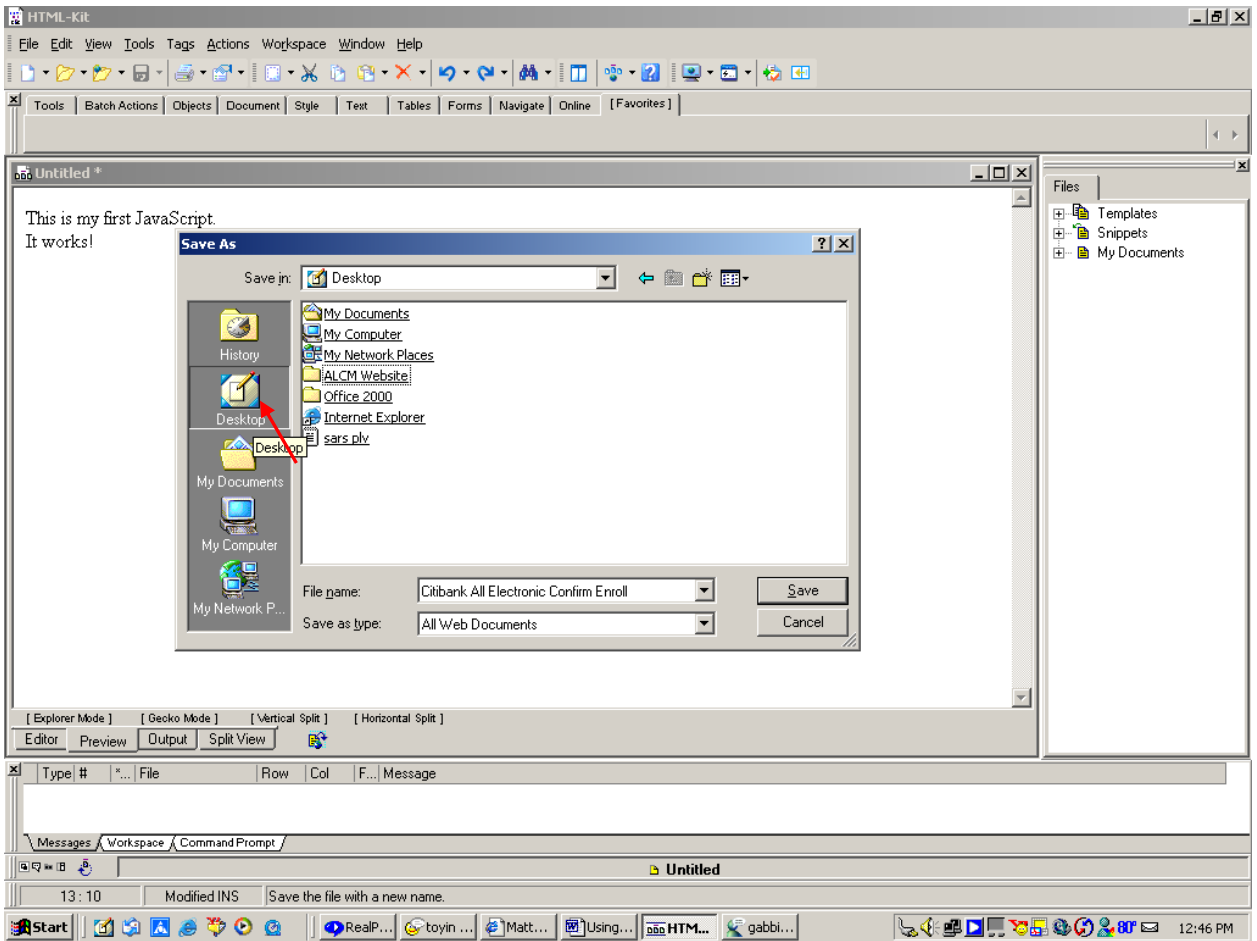 HTML-Kit
File Edit View Tools Tags Actions Workspace Window Help
Tools Batch Actions Objects Document Style Text Tables Forms Navigate Online [Favorites]
Untitled *
This is my first JavaScript.
It works!
Save As
Save in: Desktop
History
Desktop
Desktop
My Documents
My Computer
My Network P...
My Documents
My Computer
My Network Places
ALCM Website
Office 2000
Internet Explorer
sars plv
File name: Citibank All Electronic Confirm Enroll Save
Save as type: All Web Documents Cancel
Files
Templates
Snippets
My Documents
[ Explorer Mode ] [ Gecko Mode ] [ Vertical Split ] [ Horizontal Split ]
Editor Preview Output Split View
Type # *... File Row Col F... Message
Messages Workspace Command Prompt
Untitled
13 : 10 Modified INS Save the file with a new name.
Start RealP... toyin ... Matt... Using... HTM... gabbi... 80° 12:46 PM